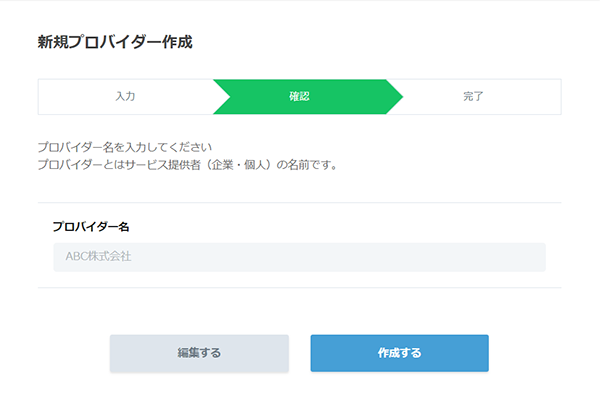 新規プロバイダー作成
入力
確認
完了
プロバイダー名を入力してください
プロバイダーとはサービス提供者（企業・個人）の名前です。
プロバイダー名
ABC株式会社
編集する
作成する